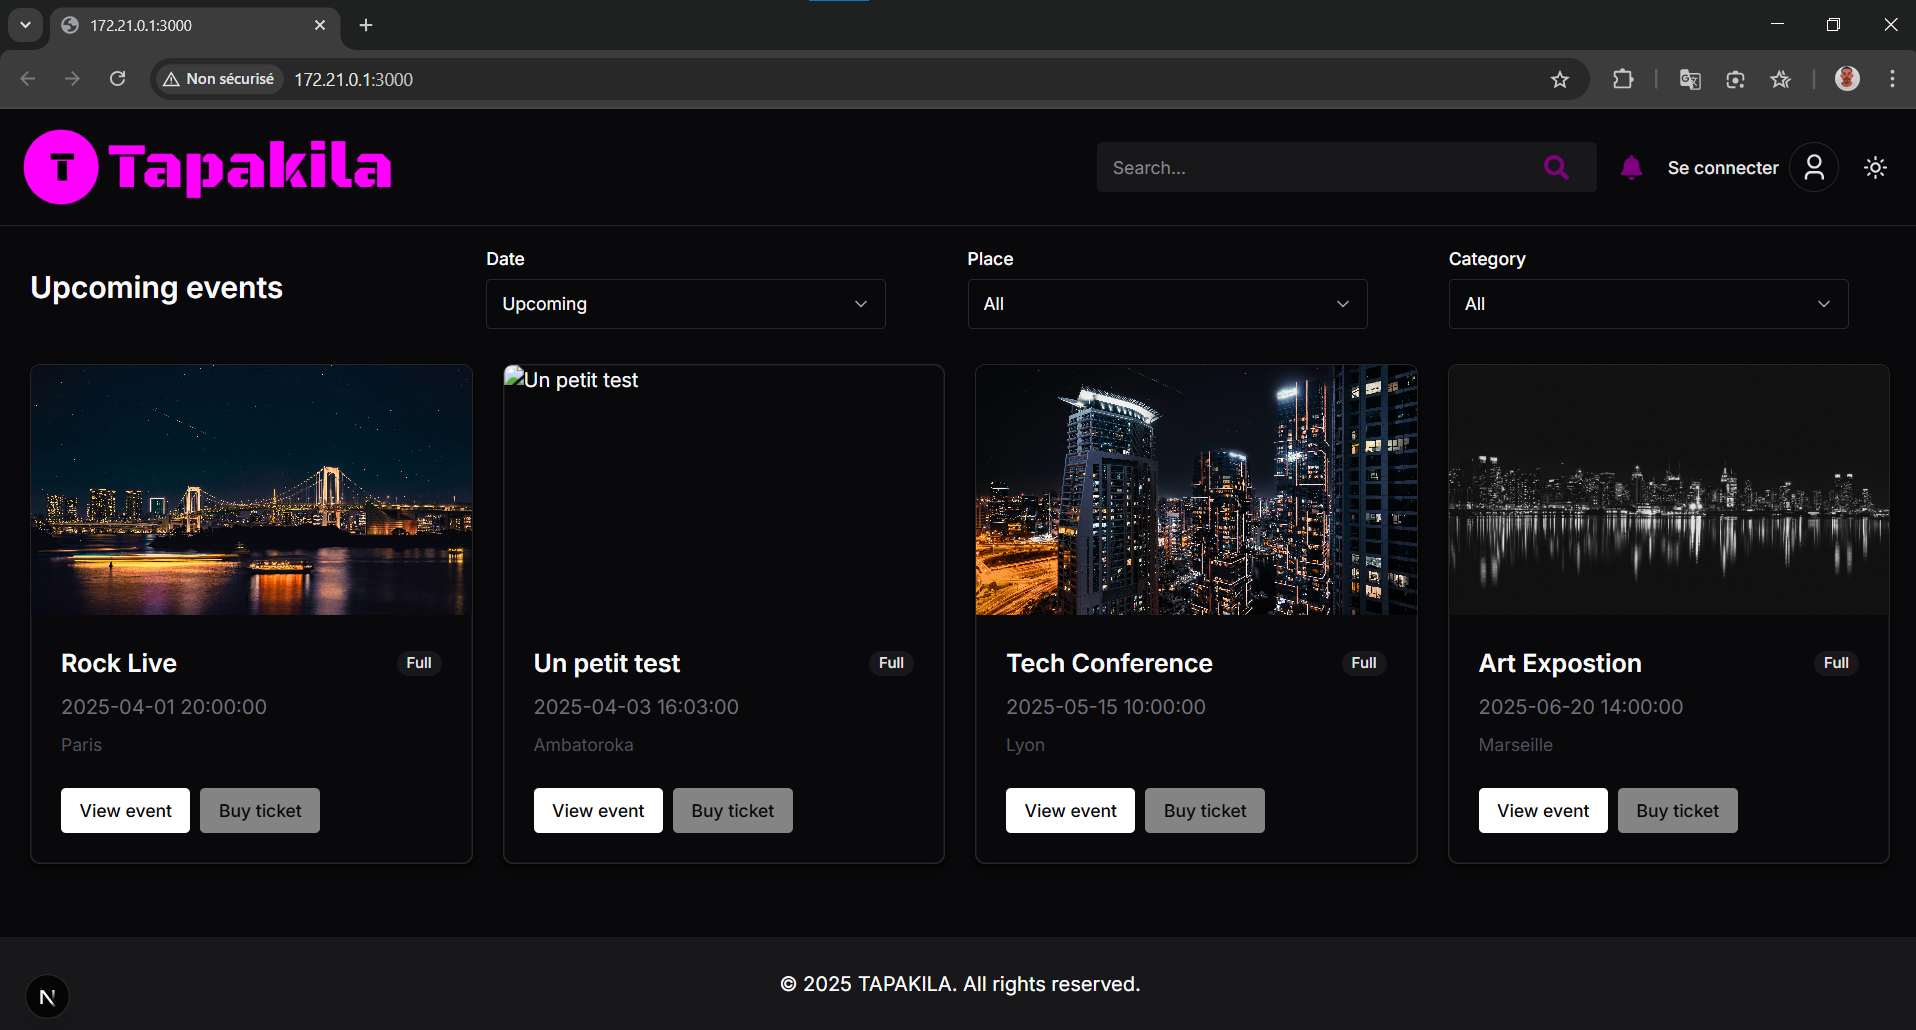 172.21.0.1:3000
Non sécurisé 172.21.0.1:3000
T Tapakila
Search...
Se connecter
Upcoming events
Date
Upcoming
Place
All
Category
All
Un petit test
Rock Live
Full
2025-04-01 20:00:00
Paris
View event
Buy ticket
Un petit test
Full
2025-04-03 16:03:00
Ambatoroka
View event
Buy ticket
Tech Conference
Full
2025-05-15 10:00:00
Lyon
View event
Buy ticket
Art Expostion
Full
2025-06-20 14:00:00
Marseille
View event
Buy ticket
© 2025 TAPAKILA. All rights reserved.
N